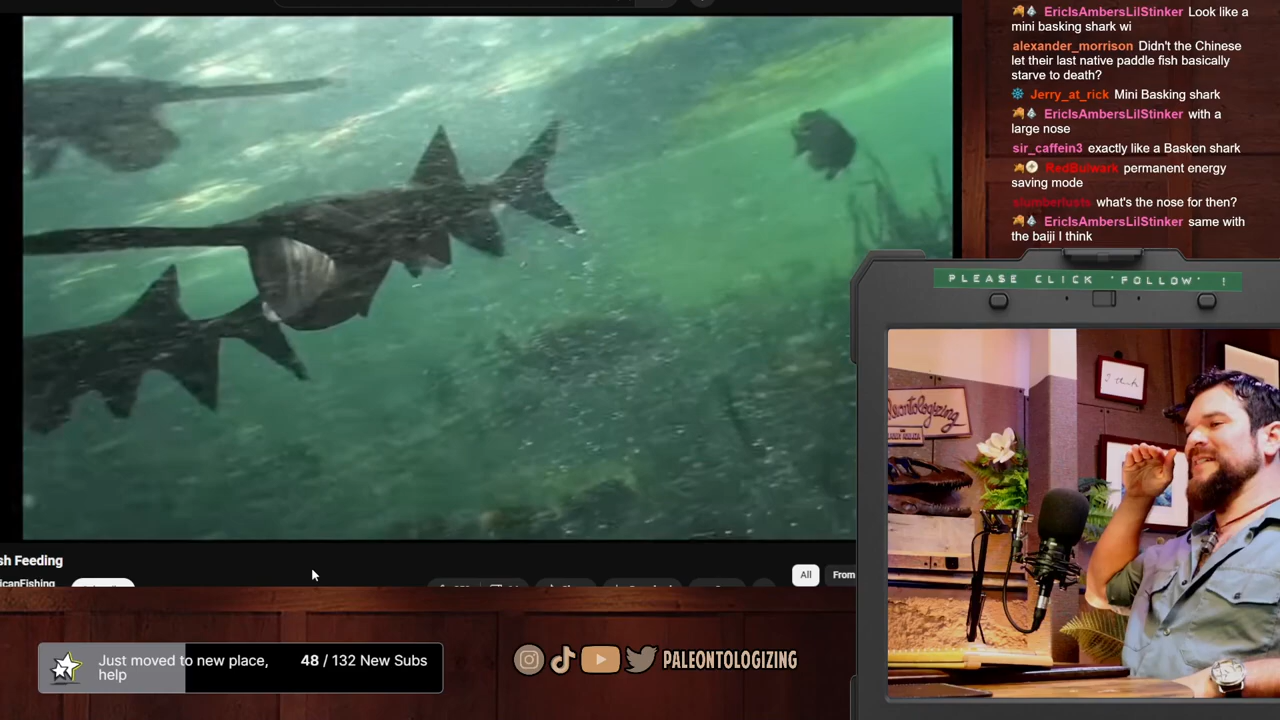 EricIsAmbersLilStinker Look like a
mini basking shark wi
alexander_morrison Didn't the Chinese
let their last native paddle fish basically
starve to death?
Jerry_at_rick Mini Basking shark
EricIsAmbersLilStinker with a
large nose
sir_caffein3 exactly like a Basken shark
RedBulwark permanent energy
saving mode
slumberlusts what's the nose for then?
EricIsAmbersLilStinker same with
the baiji I think
PLEASE CLICK 'FOLLOW' !
sh Feeding
icanFishing
All From
Just moved to new place, 48 / 132 New Subs
help
PALEONTOLOGIZING